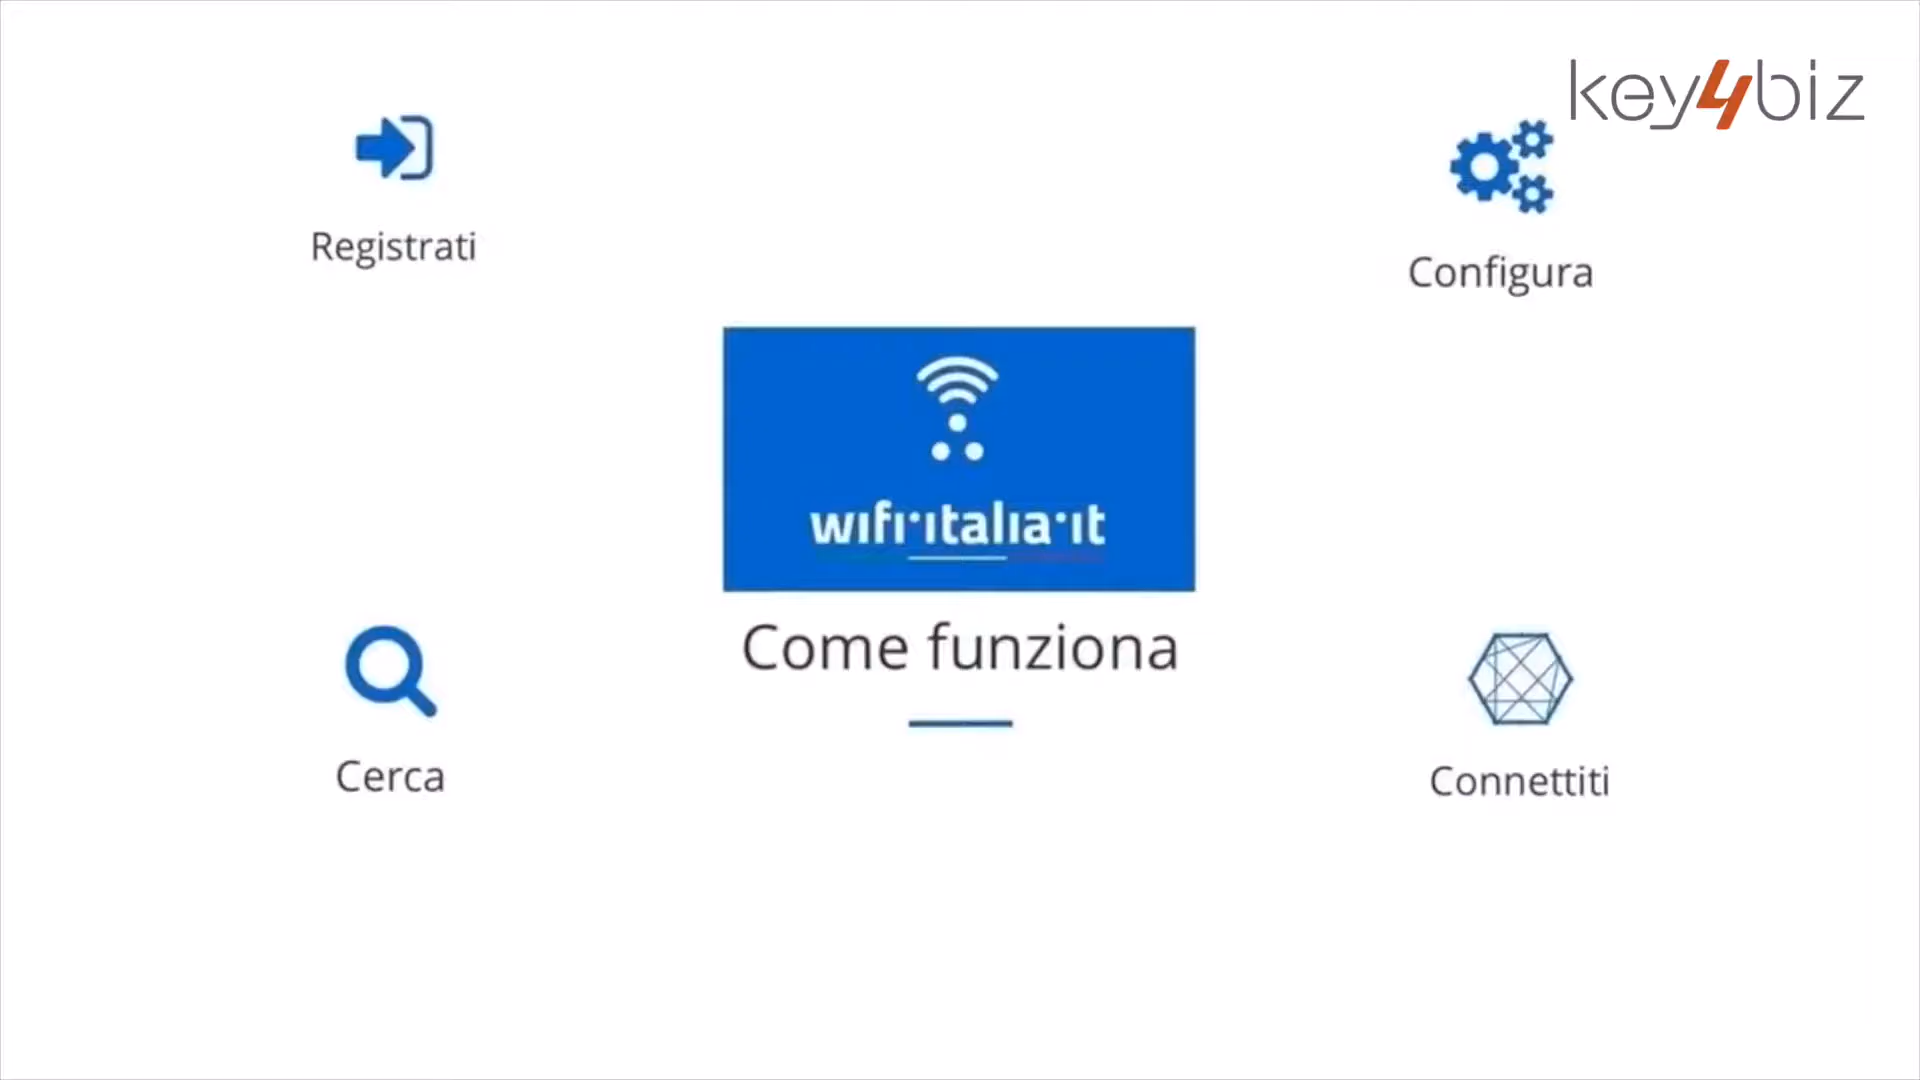 key4biz
Registrati
Configura
wifi·italia·it
Come funziona
Cerca
Connettiti